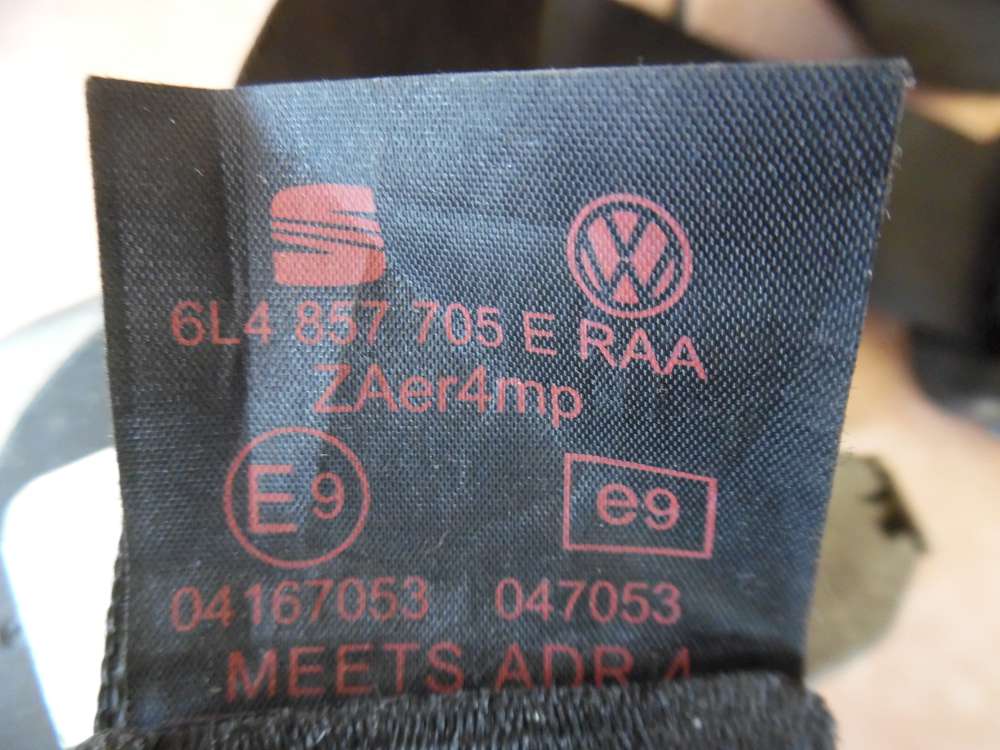 6L4 857 705 E RAA
ZAer4mp
E9 e9
04167053 047053
MEETS ADR 4